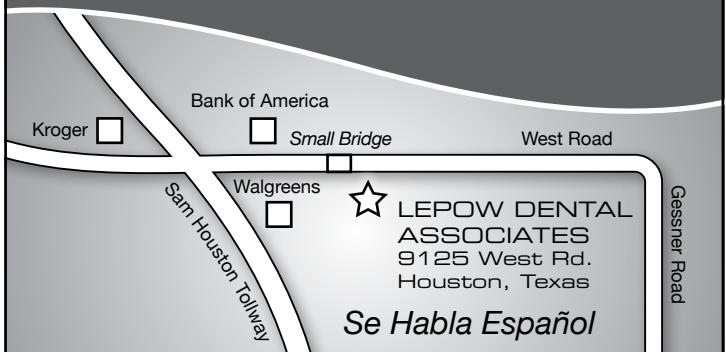 Bank of America
Kroger
Small Bridge
West Road
Walgreens
Sam Houston Tollway
Gessner Road
LEPOW DENTAL
ASSOCIATES
9125 West Rd.
Houston, Texas
Se Habla Español